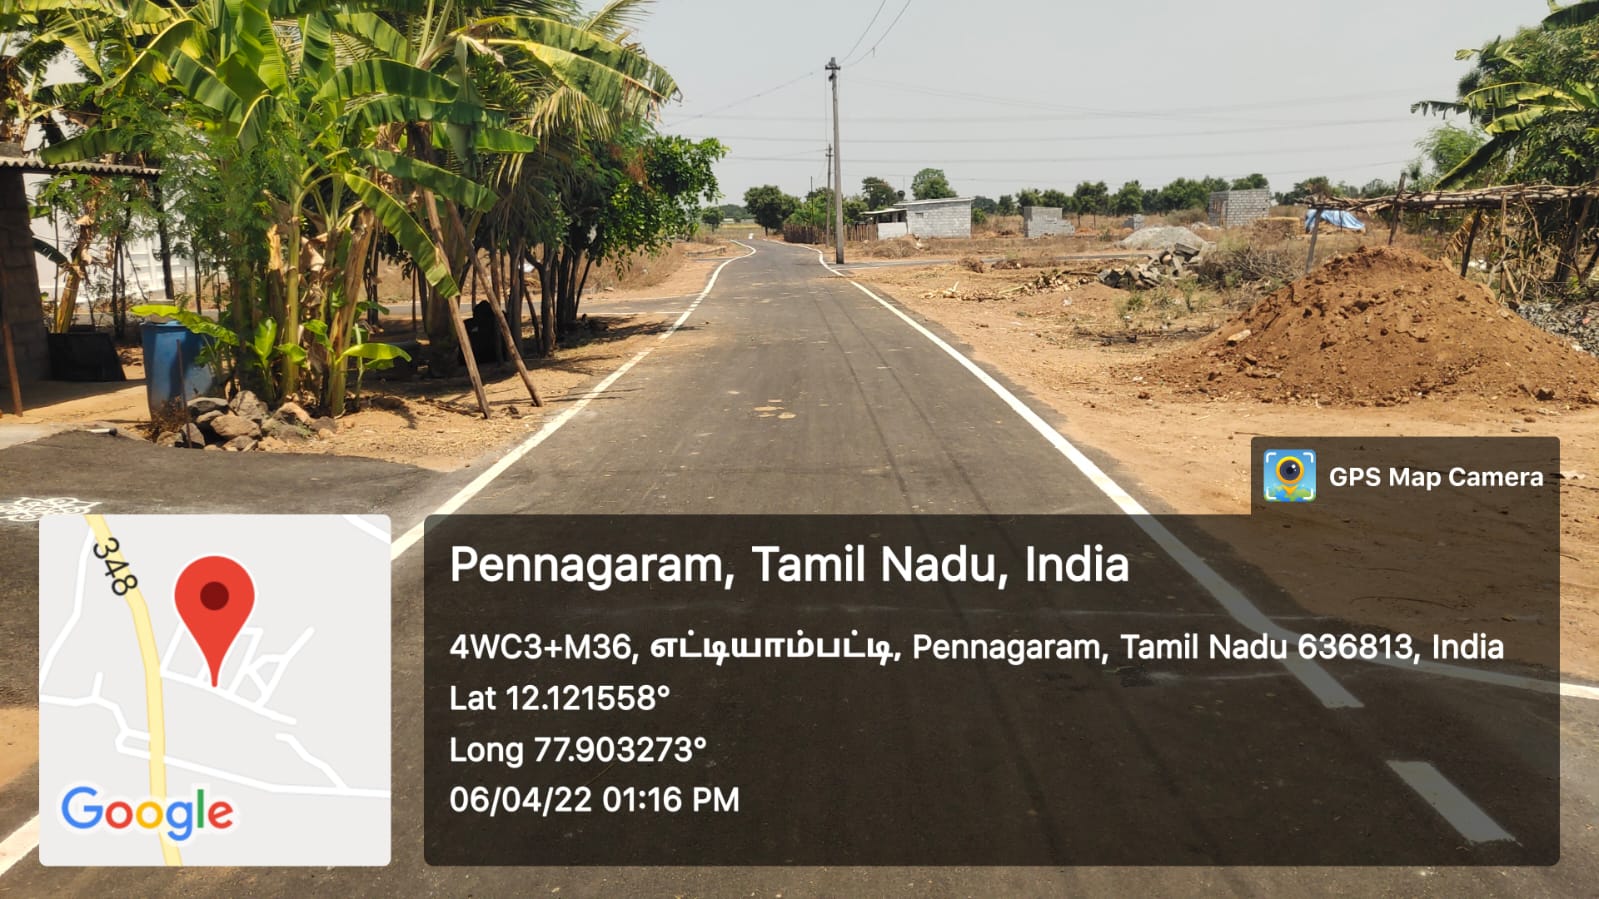 GPS Map Camera
Pennagaram, Tamil Nadu, India
4WC3+M36, எட்டியாம்பட்டி, Pennagaram, Tamil Nadu 636813, India
Lat 12.121558°
Long 77.903273°
06/04/22 01:16 PM
348
Google